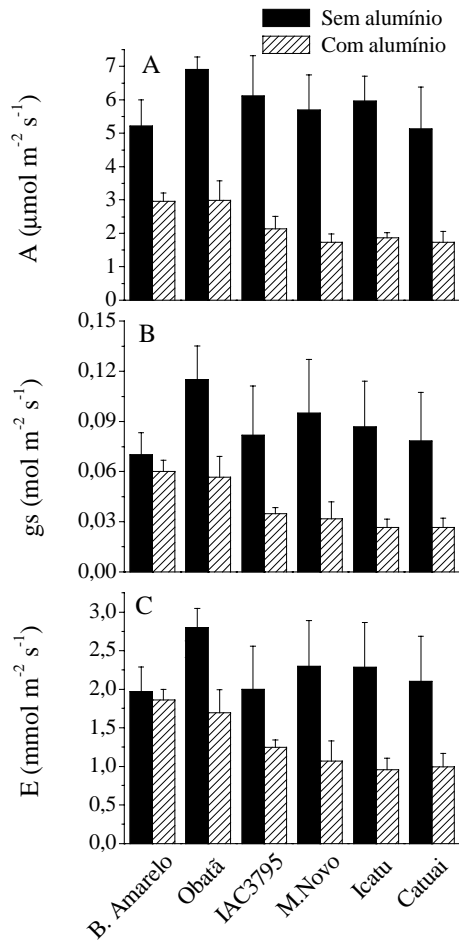 Sem alumínio
Com alumínio
A
7
6
5
4
3
2
1
0
A (μmol m⁻² s⁻¹)
B
0,15
0,12
0,09
0,06
0,03
0,00
gs (mol m⁻² s⁻¹)
C
3,0
2,5
2,0
1,5
1,0
0,5
0,0
E (mmol m⁻² s⁻¹)
B. Amarelo
Obatã
IAC3795
M.Novo
Icatu
Catuai